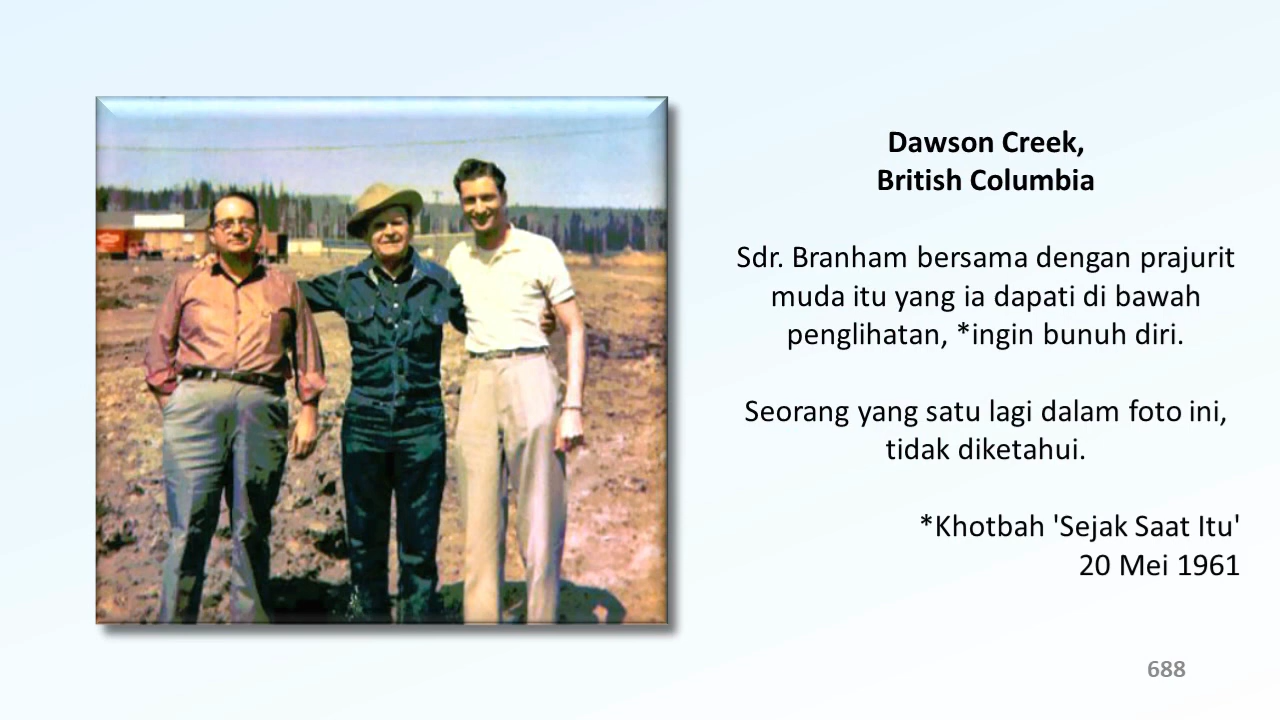 Dawson Creek,
British Columbia
Sdr. Branham bersama dengan prajurit
muda itu yang ia dapati di bawah
penglihatan, *ingin bunuh diri.
Seorang yang satu lagi dalam foto ini,
tidak diketahui.
*Khotbah 'Sejak Saat Itu'
20 Mei 1961
688